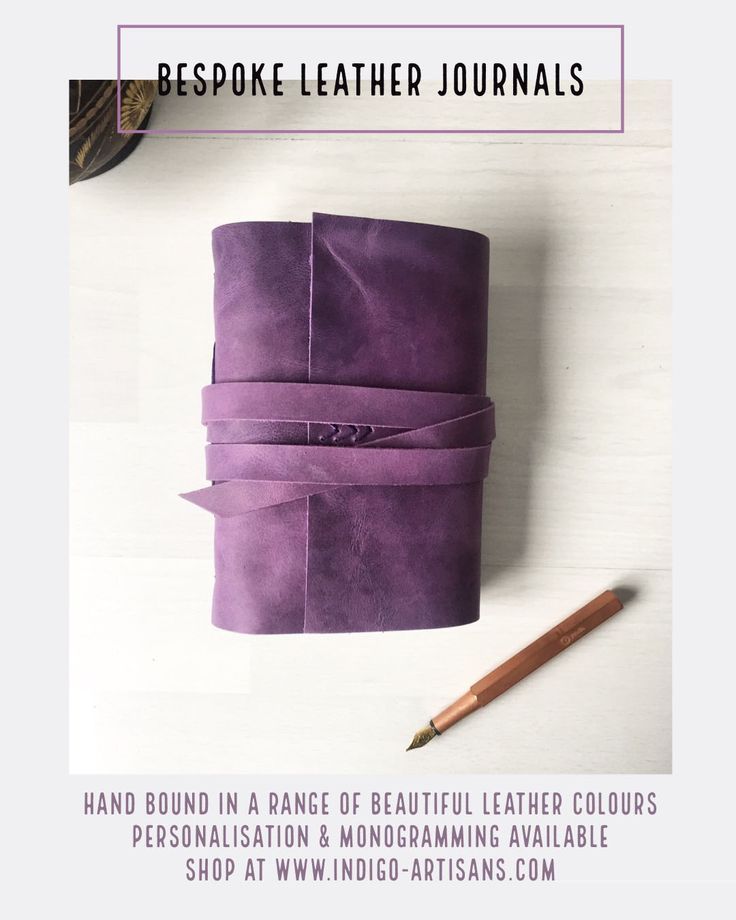 BESPOKE LEATHER JOURNALS
HAND BOUND IN A RANGE OF BEAUTIFUL LEATHER COLOURS
PERSONALISATION & MONOGRAMMING AVAILABLE
SHOP AT WWW.INDIGO-ARTISANS.COM